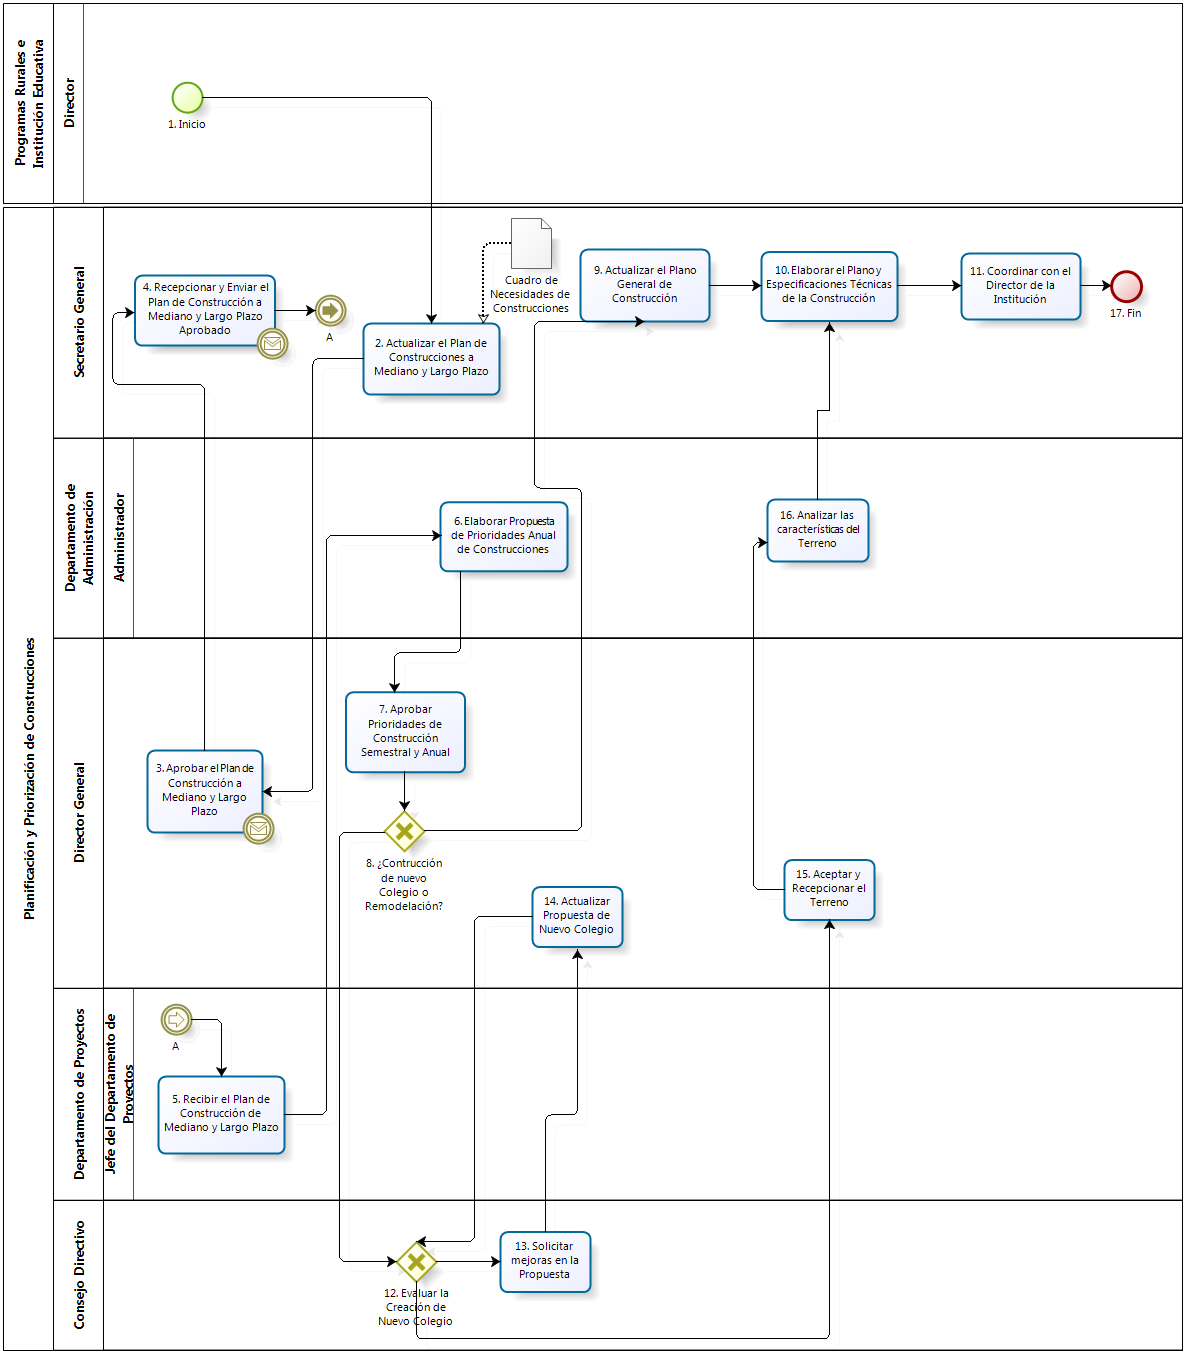 Programas Rurales e
Institución Educativa
Director
1. Inicio
Planificación y Priorización de Construcciones
Secretario General
4. Recepcionar y Enviar el
Plan de Construcción a
Mediano y Largo Plazo
Aprobado
A
2. Actualizar el Plan de
Construcciones a
Mediano y Largo Plazo
Cuadro de
Necesidades de
Construcciones
9. Actualizar el Plano
General de
Construcción
10. Elaborar el Plano y
Especificaciones Técnicas
de la Construcción
11. Coordinar con el
Director de la
Institución
17. Fin
Departamento de
Administración
Administrador
6. Elaborar Propuesta
de Prioridades Anual
de Construcciones
16. Analizar las
características del
Terreno
Director General
7. Aprobar
Prioridades de
Construcción
Semestral y Anual
3. Aprobar el Plan de
Construcción a
Mediano y Largo
Plazo
8. ¿Contrucción
de nuevo
Colegio o
Remodelación?
14. Actualizar
Propuesta de
Nuevo Colegio
15. Aceptar y
Recepcionar el
Terreno
Departamento de Proyectos
Jefe del Departamento de
Proyectos
A
5. Recibir el Plan de
Construcción de
Mediano y Largo Plazo
Consejo Directivo
12. Evaluar la
Creación de
Nuevo Colegio
13. Solicitar
mejoras en la
Propuesta